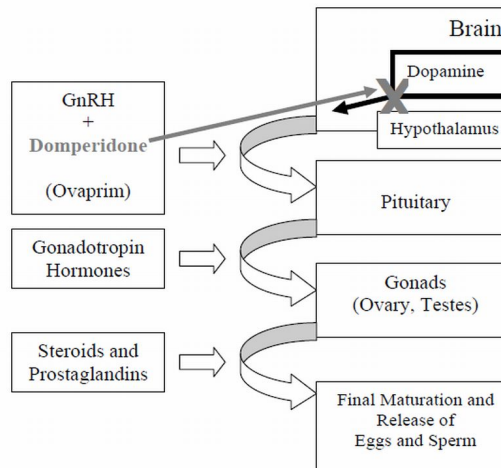 Brain
Dopamine
Hypothalamus
GnRH
+
Domperidone
(Ovaprim)
Pituitary
Gonadotropin
Hormones
Gonads
(Ovary, Testes)
Steroids and
Prostaglandins
Final Maturation and
Release of
Eggs and Sperm